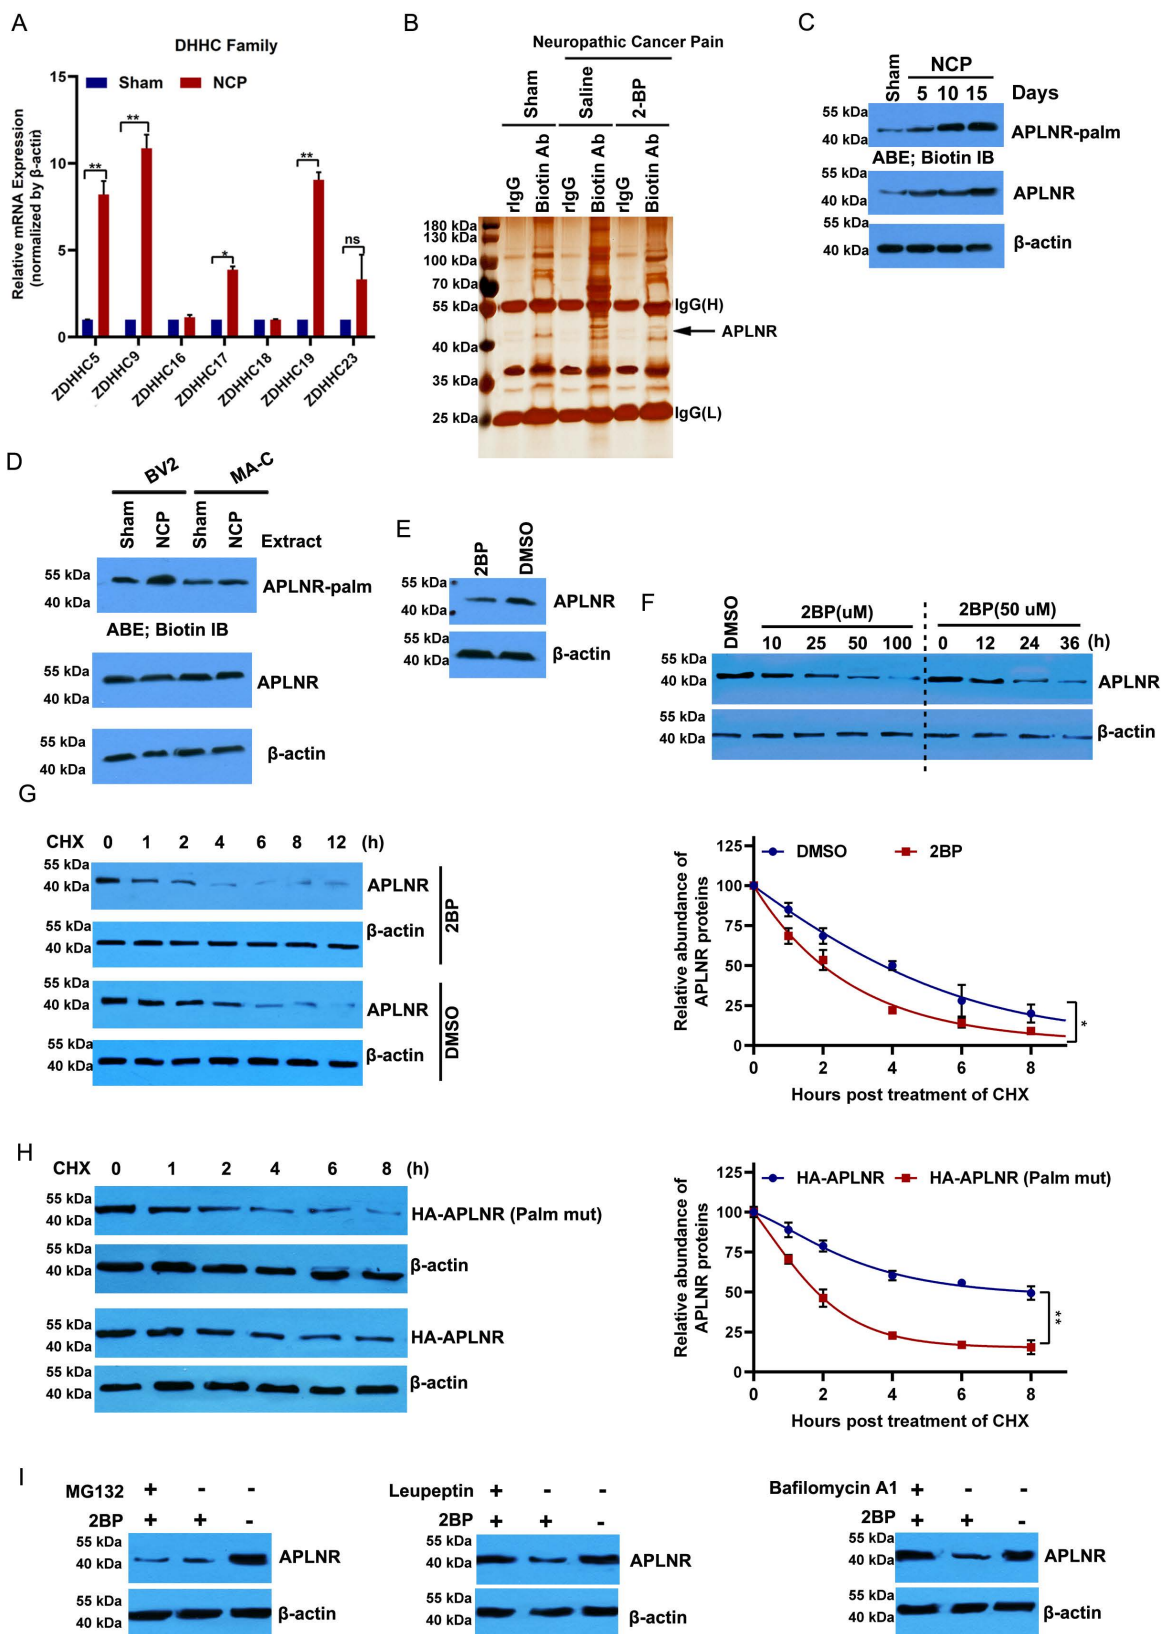 A
DHHC Family
Sham NCP
Relative mRNA Expression
(normalized by β-actin)
15
10
5
0
** ** * ** ns
ZDHHC5 ZDHHC9 ZDHHC16 ZDHHC17 ZDHHC18 ZDHHC19 ZDHHC23
B
Neuropathic Cancer Pain
Sham Saline 2-BP
rIgG Biotin Ab rIgG Biotin Ab rIgG Biotin Ab
180 kDa
130 kDa
100 kDa
70 kDa
55 kDa
40 kDa
35 kDa
25 kDa
IgG(H)
APLNR
IgG(L)
C
Sham NCP
5 10 15 Days
55 kDa
40 kDa
APLNR-palm
ABE; Biotin IB
55 kDa
40 kDa
APLNR
55 kDa
40 kDa
β-actin
D
BV2 MA-C
Sham NCP Sham NCP Extract
55 kDa
40 kDa
APLNR-palm
ABE; Biotin IB
55 kDa
40 kDa
APLNR
55 kDa
40 kDa
β-actin
E
2BP DMSO
55 kDa
40 kDa
APLNR
55 kDa
40 kDa
β-actin
F
DMSO 2BP(uM) 2BP(50 uM)
10 25 50 100 0 12 24 36 (h)
55 kDa
40 kDa
APLNR
55 kDa
40 kDa
β-actin
G
CHX 0 1 2 4 6 8 12 (h)
55 kDa
40 kDa
APLNR
55 kDa
40 kDa
β-actin
2BP
55 kDa
40 kDa
APLNR
55 kDa
40 kDa
β-actin
DMSO
Relative abundance of
APLNR proteins
DMSO 2BP
125
100
75
50
25
0
*
0 2 4 6 8
Hours post treatment of CHX
H
CHX 0 1 2 4 6 8 (h)
55 kDa
40 kDa
HA-APLNR (Palm mut)
55 kDa
40 kDa
β-actin
55 kDa
40 kDa
HA-APLNR
55 kDa
40 kDa
β-actin
Relative abundance of
APLNR proteins
HA-APLNR HA-APLNR (Palm mut)
125
100
75
50
25
0
**
0 2 4 6 8
Hours post treatment of CHX
I
MG132 + - -
2BP + + -
55 kDa
40 kDa
APLNR
55 kDa
40 kDa
β-actin
Leupeptin + - -
2BP + + -
55 kDa
40 kDa
APLNR
55 kDa
40 kDa
β-actin
Bafilomycin A1 + - -
2BP + + -
55 kDa
40 kDa
APLNR
55 kDa
40 kDa
β-actin